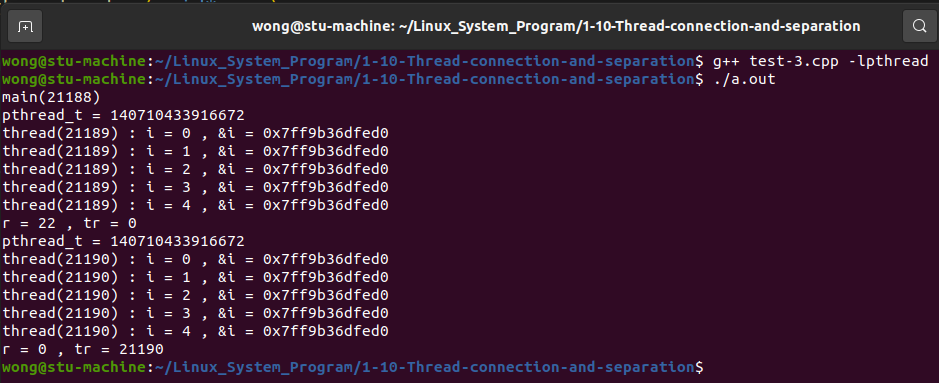 wong@stu-machine: ~/Linux_System_Program/1-10-Thread-connection-and-separation
wong@stu-machine:~/Linux_System_Program/1-10-Thread-connection-and-separation$ g++ test-3.cpp -lpthread
wong@stu-machine:~/Linux_System_Program/1-10-Thread-connection-and-separation$ ./a.out
main(21188)
pthread_t = 140710433916672
thread(21189) : i = 0 , &i = 0x7ff9b36dfed0
thread(21189) : i = 1 , &i = 0x7ff9b36dfed0
thread(21189) : i = 2 , &i = 0x7ff9b36dfed0
thread(21189) : i = 3 , &i = 0x7ff9b36dfed0
thread(21189) : i = 4 , &i = 0x7ff9b36dfed0
r = 22 , tr = 0
pthread_t = 140710433916672
thread(21190) : i = 0 , &i = 0x7ff9b36dfed0
thread(21190) : i = 1 , &i = 0x7ff9b36dfed0
thread(21190) : i = 2 , &i = 0x7ff9b36dfed0
thread(21190) : i = 3 , &i = 0x7ff9b36dfed0
thread(21190) : i = 4 , &i = 0x7ff9b36dfed0
r = 0 , tr = 21190
wong@stu-machine:~/Linux_System_Program/1-10-Thread-connection-and-separation$